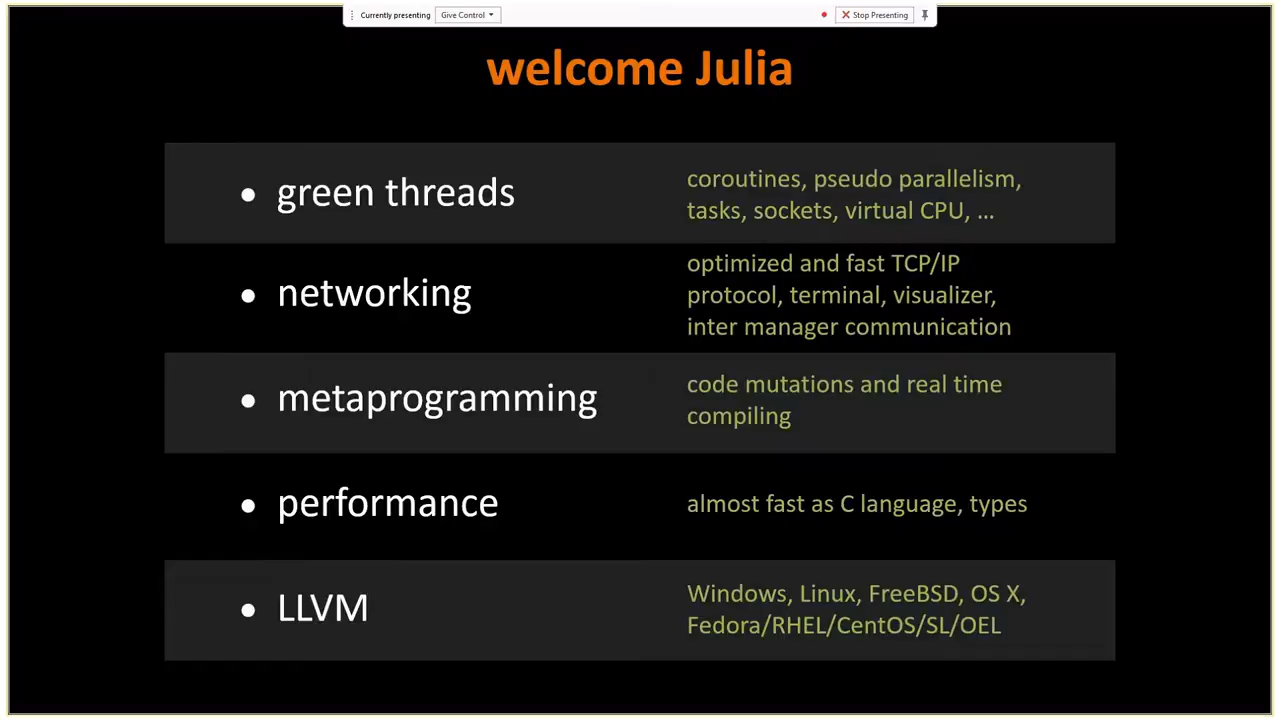 Currently presenting Give Control Stop Presenting
welcome Julia
• green threads
coroutines, pseudo parallelism,
tasks, sockets, virtual CPU, ...
• networking
optimized and fast TCP/IP
protocol, terminal, visualizer,
inter manager communication
• metaprogramming
code mutations and real time
compiling
• performance
almost fast as C language, types
• LLVM
Windows, Linux, FreeBSD, OS X,
Fedora/RHEL/CentOS/SL/OEL